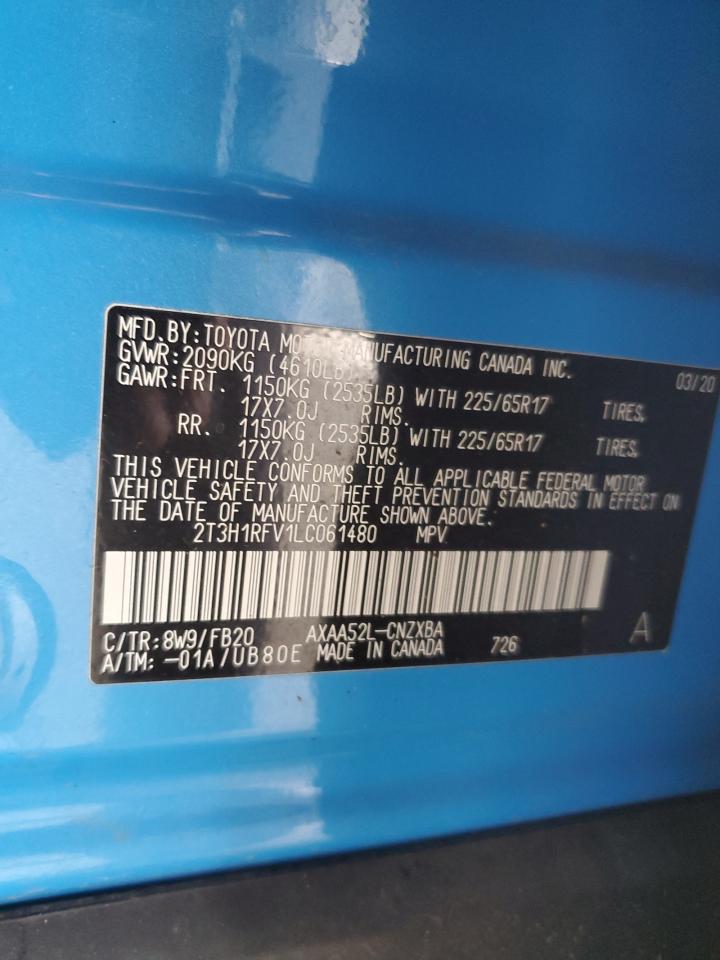 MFD.BY:TOYOTA MANUFACTURING CANADA INC.
GVWR:2090KG (4610LB) 03/20
GAWR:FRT. 1150KG (2535LB) WITH 225/65R17 TIRES,
17X7.0J RIMS.
RR. 1150KG (2535LB) WITH 225/65R17 TIRES,
17X7.0J RIMS.
THIS VEHICLE CONFORMS TO ALL APPLICABLE FEDERAL MOTOR
VEHICLE SAFETY AND THEFT PREVENTION STANDARDS IN EFFECT ON
THE DATE OF MANUFACTURE SHOWN ABOVE.
2T3H1RFV1LC061480 MPV
C/TR:8W9/FB20 AXAA52L-CNZXBA A
A/TM:-01A/UB80E MADE IN CANADA 726